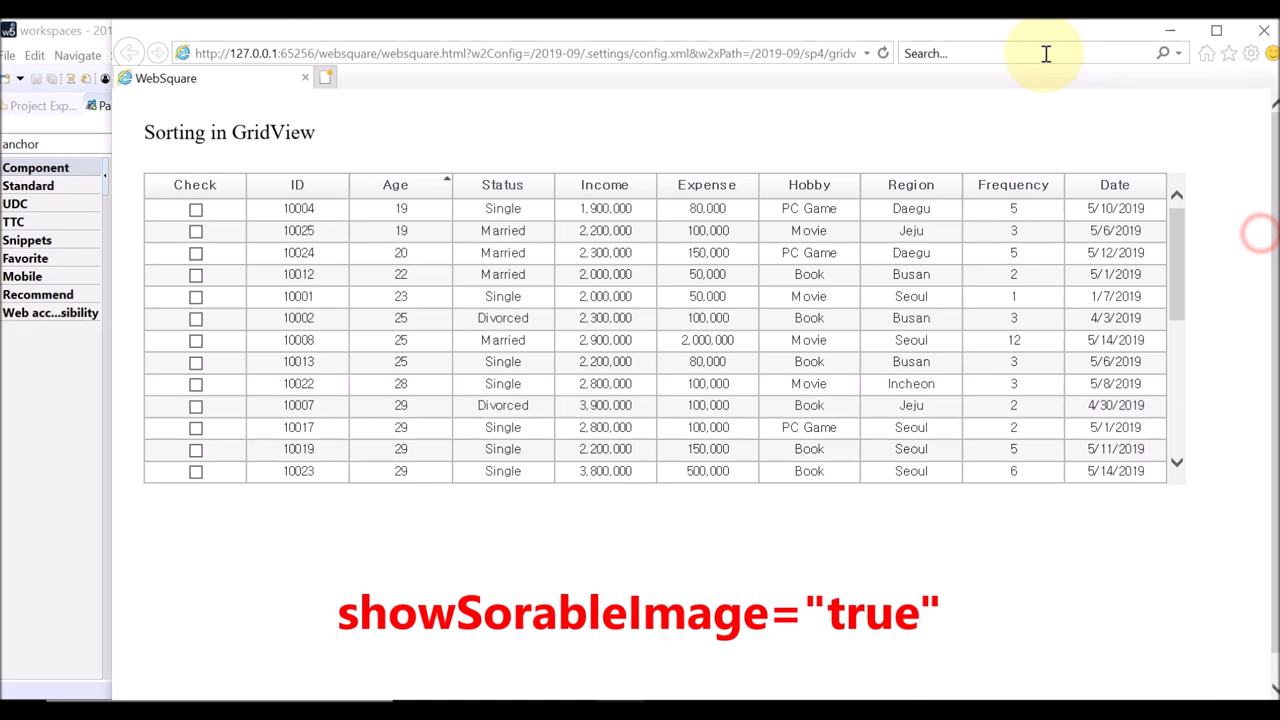 workspaces - 201
File Edit Navigate
http://127.0.0.1:65256/websquare/websquare.html?w2Config=/2019-09/.settings/config.xml&w2xPath=/2019-09/sp4/gridv
Search...
WebSquare
Project Exp...
Pa
anchor
Component
Standard
UDC
TTC
Snippets
Favorite
Mobile
Recommend
Web acc...sibility
Sorting in GridView
Check ID Age Status Income Expense Hobby Region Frequency Date
10004 19 Single 1,900,000 80,000 PC Game Daegu 5 5/10/2019
10025 19 Married 2,200,000 100,000 Movie Jeju 3 5/6/2019
10024 20 Married 2,300,000 150,000 PC Game Daegu 5 5/12/2019
10012 22 Married 2,000,000 50,000 Book Busan 2 5/1/2019
10001 23 Single 2,000,000 50,000 Movie Seoul 1 1/7/2019
10002 25 Divorced 2,300,000 100,000 Book Busan 3 4/3/2019
10008 25 Married 2,900,000 2,000,000 Movie Seoul 12 5/14/2019
10013 25 Single 2,200,000 80,000 Book Busan 3 5/6/2019
10022 28 Single 2,800,000 100,000 Movie Incheon 3 5/8/2019
10007 29 Divorced 3,900,000 100,000 Book Jeju 2 4/30/2019
10017 29 Single 2,800,000 100,000 PC Game Seoul 2 5/1/2019
10019 29 Single 2,200,000 150,000 Book Seoul 5 5/11/2019
10023 29 Single 3,800,000 500,000 Book Seoul 6 5/14/2019
showSorableImage="true"